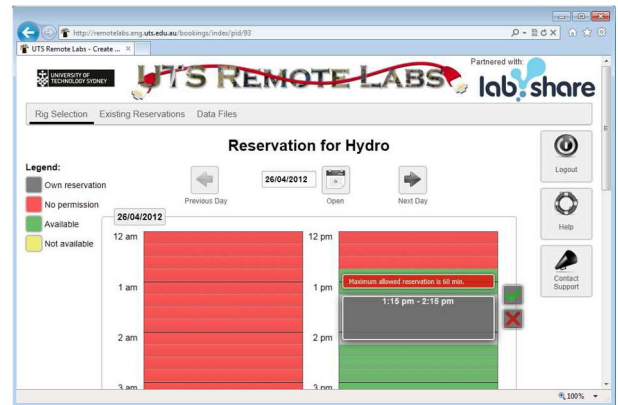 http://remotelabs.eng.uts.edu.au/bookings/index/pid/93
UTS Remote Labs - Create ...
UNIVERSITY OF
TECHNOLOGY SYDNEY
UTS REMOTE LABS
Partnered with:
labshare
Rig Selection Existing Reservations Data Files
Reservation for Hydro
Legend:
Own reservation
No permission
Available
Not available
26/04/2012
Previous Day
Open
Next Day
26/04/2012
12 am
1 am
2 am
3 am
12 pm
1 pm
2 pm
3 pm
Maximum allowed reservation is 60 min.
1:15 pm - 2:15 pm
Logout
Help
Contact
Support
100%